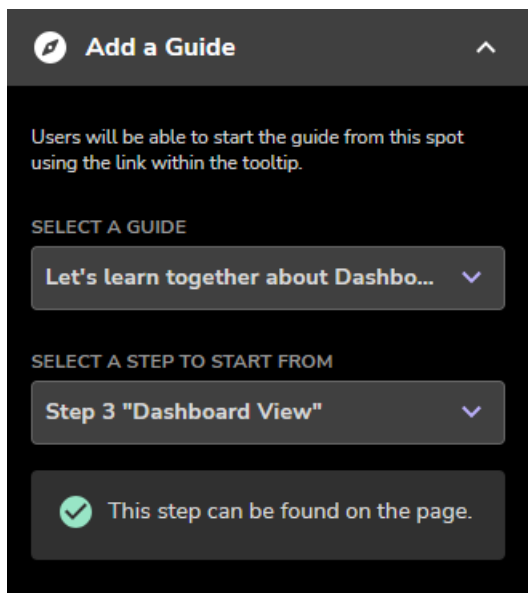 Add a Guide
Users will be able to start the guide from this spot
using the link within the tooltip.
SELECT A GUIDE
Let's learn together about Dashbo...
SELECT A STEP TO START FROM
Step 3 "Dashboard View"
This step can be found on the page.